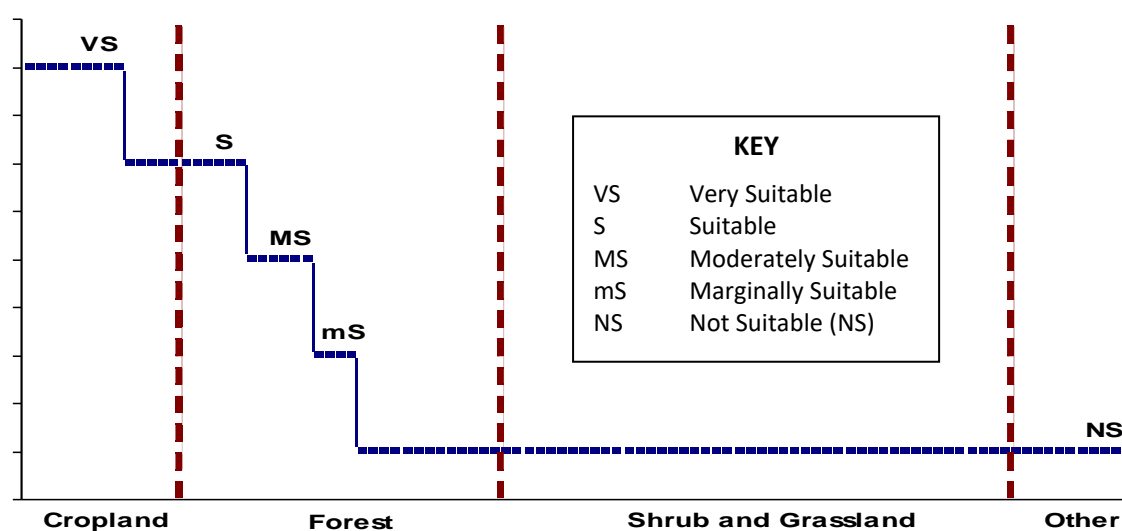 VS
S
MS
mS
NS
KEY
VS Very Suitable
S Suitable
MS Moderately Suitable
mS Marginally Suitable
NS Not Suitable (NS)
Cropland Forest Shrub and Grassland Other